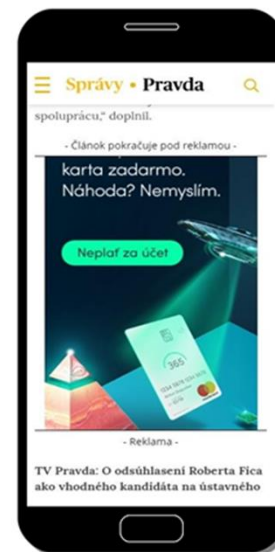 Správy • Pravda
spoluprácu,“ doplnil.
- Článok pokračuje pod reklamou -
karta zadarmo.
Náhoda? Nemyslím.
Neplať za účet
365
- Reklama -
TV Pravda: O odsúhlasení Roberta Fica
ako vhodného kandidáta na ústavného